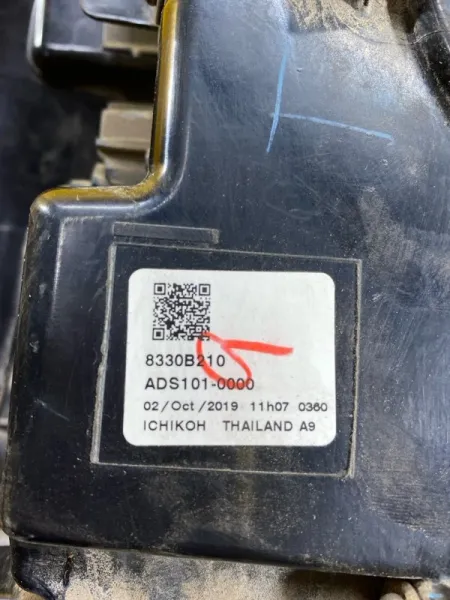 8330B210
ADS101-0000
02/Oct/2019 11h07 0360
ICHIKOH THAILAND A9